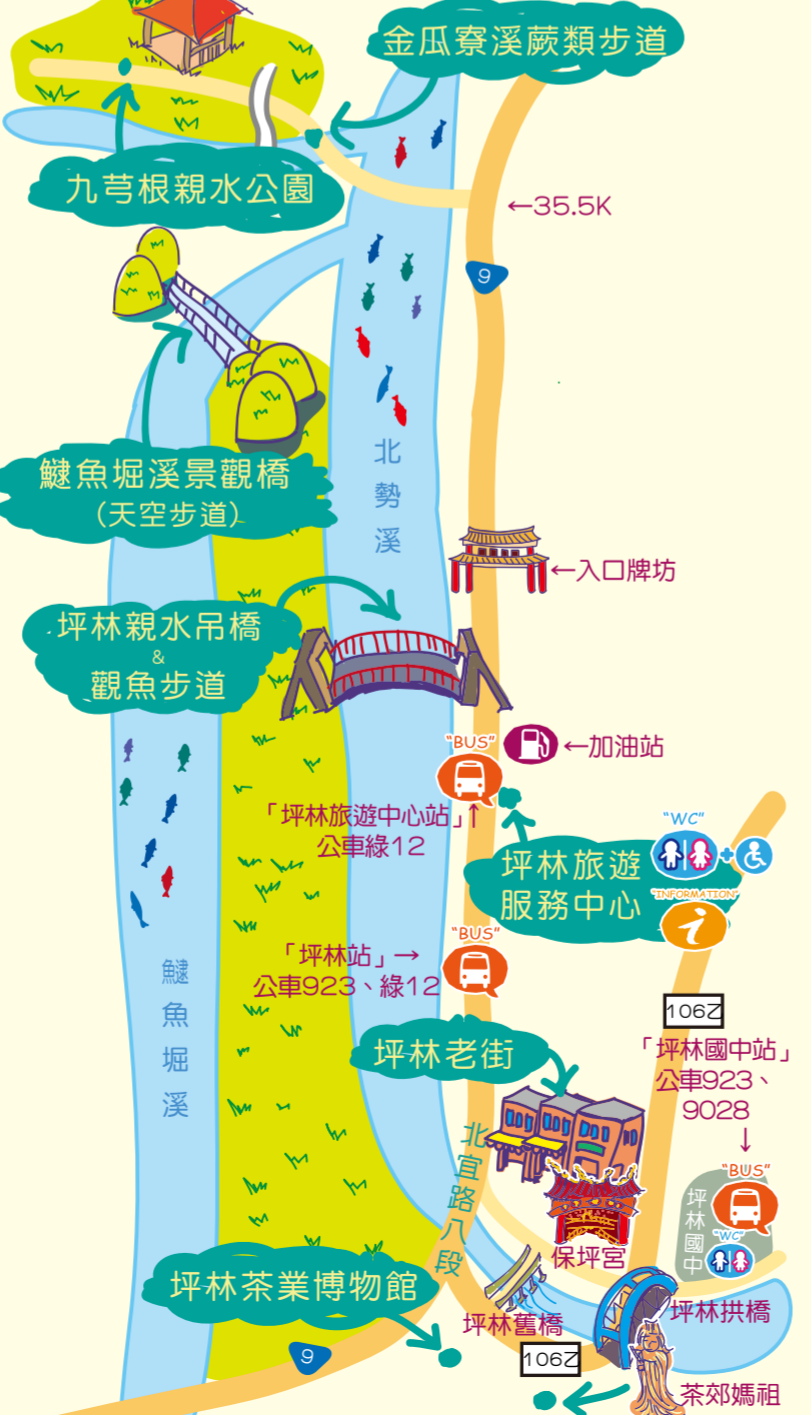 金瓜寮溪蕨類步道
九芎根親水公園
←35.5K
9
鱸魚堀溪景觀橋
(天空步道)
北勢溪
←入口牌坊
坪林親水吊橋
&
觀魚步道
"BUS"
←加油站
「坪林旅遊中心站」↑
公車綠12
"WC"
+
坪林旅遊
服務中心
"INFORMATION"
i
"BUS"
「坪林站」→
公車923、綠12
鱸魚堀溪
106乙
坪林老街
「坪林國中站」
公車923、
9028
↓
北宜路八段
"BUS"
坪林國中
"WC"
保坪宮
坪林茶業博物館
坪林舊橋
坪林拱橋
9
106乙
茶郊媽祖